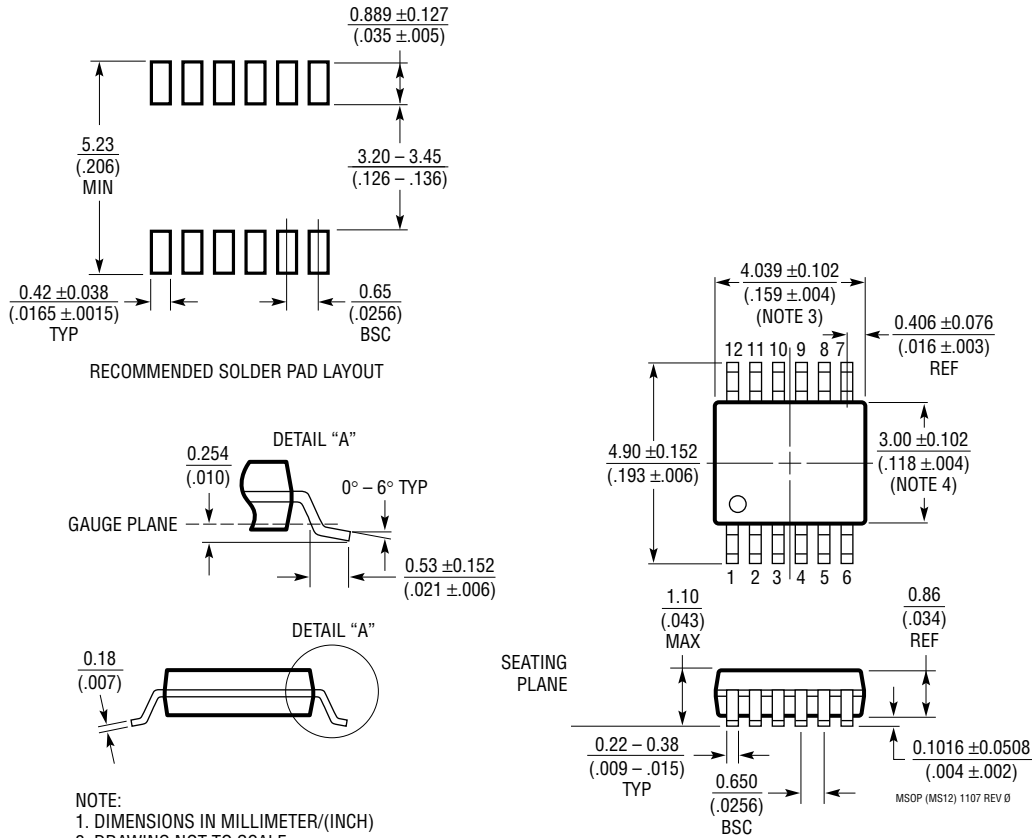 0.889 ±0.127
(.035 ±.005)
5.23
(.206)
MIN
3.20 – 3.45
(.126 – .136)
0.42 ±0.038
(.0165 ±.0015)
TYP
0.65
(.0256)
BSC
RECOMMENDED SOLDER PAD LAYOUT
4.039 ±0.102
(.159 ±.004)
(NOTE 3)
0.406 ±0.076
(.016 ±.003)
REF
12 11 10 9 8 7
4.90 ±0.152
(.193 ±.006)
3.00 ±0.102
(.118 ±.004)
(NOTE 4)
1 2 3 4 5 6
DETAIL “A”
0.254
(.010)
0° – 6° TYP
GAUGE PLANE
0.53 ±0.152
(.021 ±.006)
DETAIL “A”
0.18
(.007)
1.10
(.043)
MAX
0.86
(.034)
REF
SEATING
PLANE
0.22 – 0.38
(.009 – .015)
TYP
0.650
(.0256)
BSC
0.1016 ±0.0508
(.004 ±.002)
MSOP (MS12) 1107 REV Ø
NOTE:
1. DIMENSIONS IN MILLIMETER/(INCH)